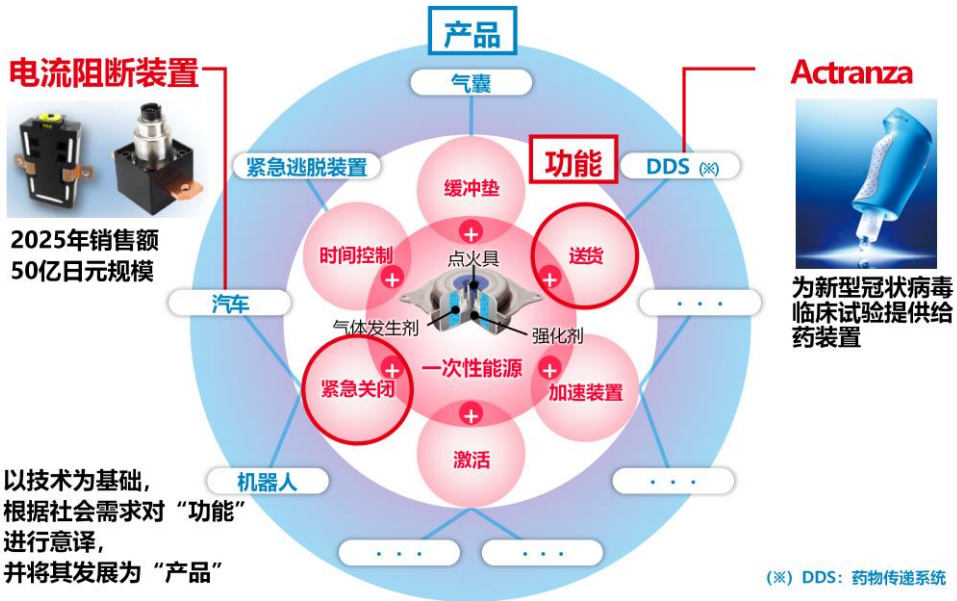 产品
电流阻断装置
Actranza
气囊
紧急逃脱装置
功能
DDS (※)
缓冲垫
2025年销售额
50亿日元规模
时间控制
送货
点火具
为新型冠状病毒
临床试验提供给
药装置
汽车
• • •
气体发生剂
强化剂
一次性能源
紧急关闭
加速装置
激活
以技术为基础，
根据社会需求对“功能”
进行意译，
并将其发展为“产品”
机器人
• • •
• • •
• • •
(※) DDS：药物传递系统